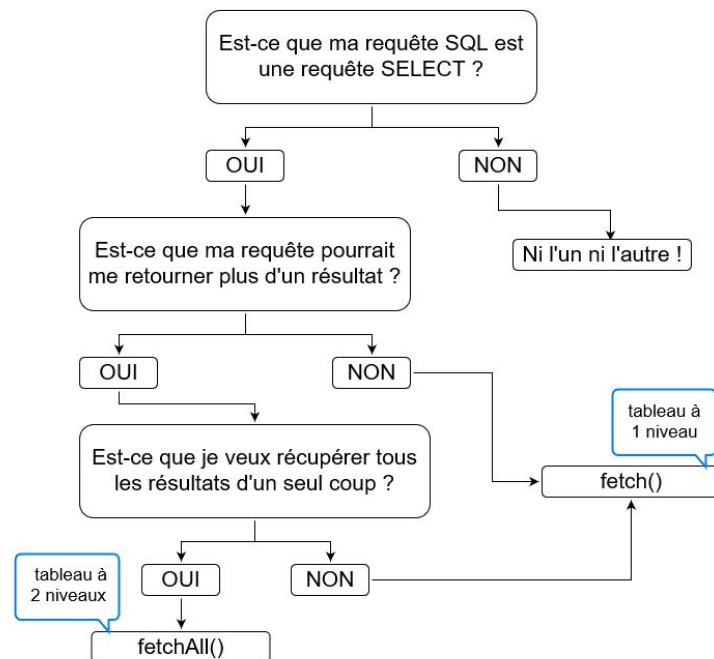 Est-ce que ma requête SQL est
une requête SELECT ?
OUI
NON
Est-ce que ma requête pourrait
me retourner plus d'un résultat ?
Ni l'un ni l'autre !
OUI
NON
tableau à
1 niveau
Est-ce que je veux récupérer tous
les résultats d'un seul coup ?
fetch()
tableau à
2 niveaux
OUI
NON
fetchAll()